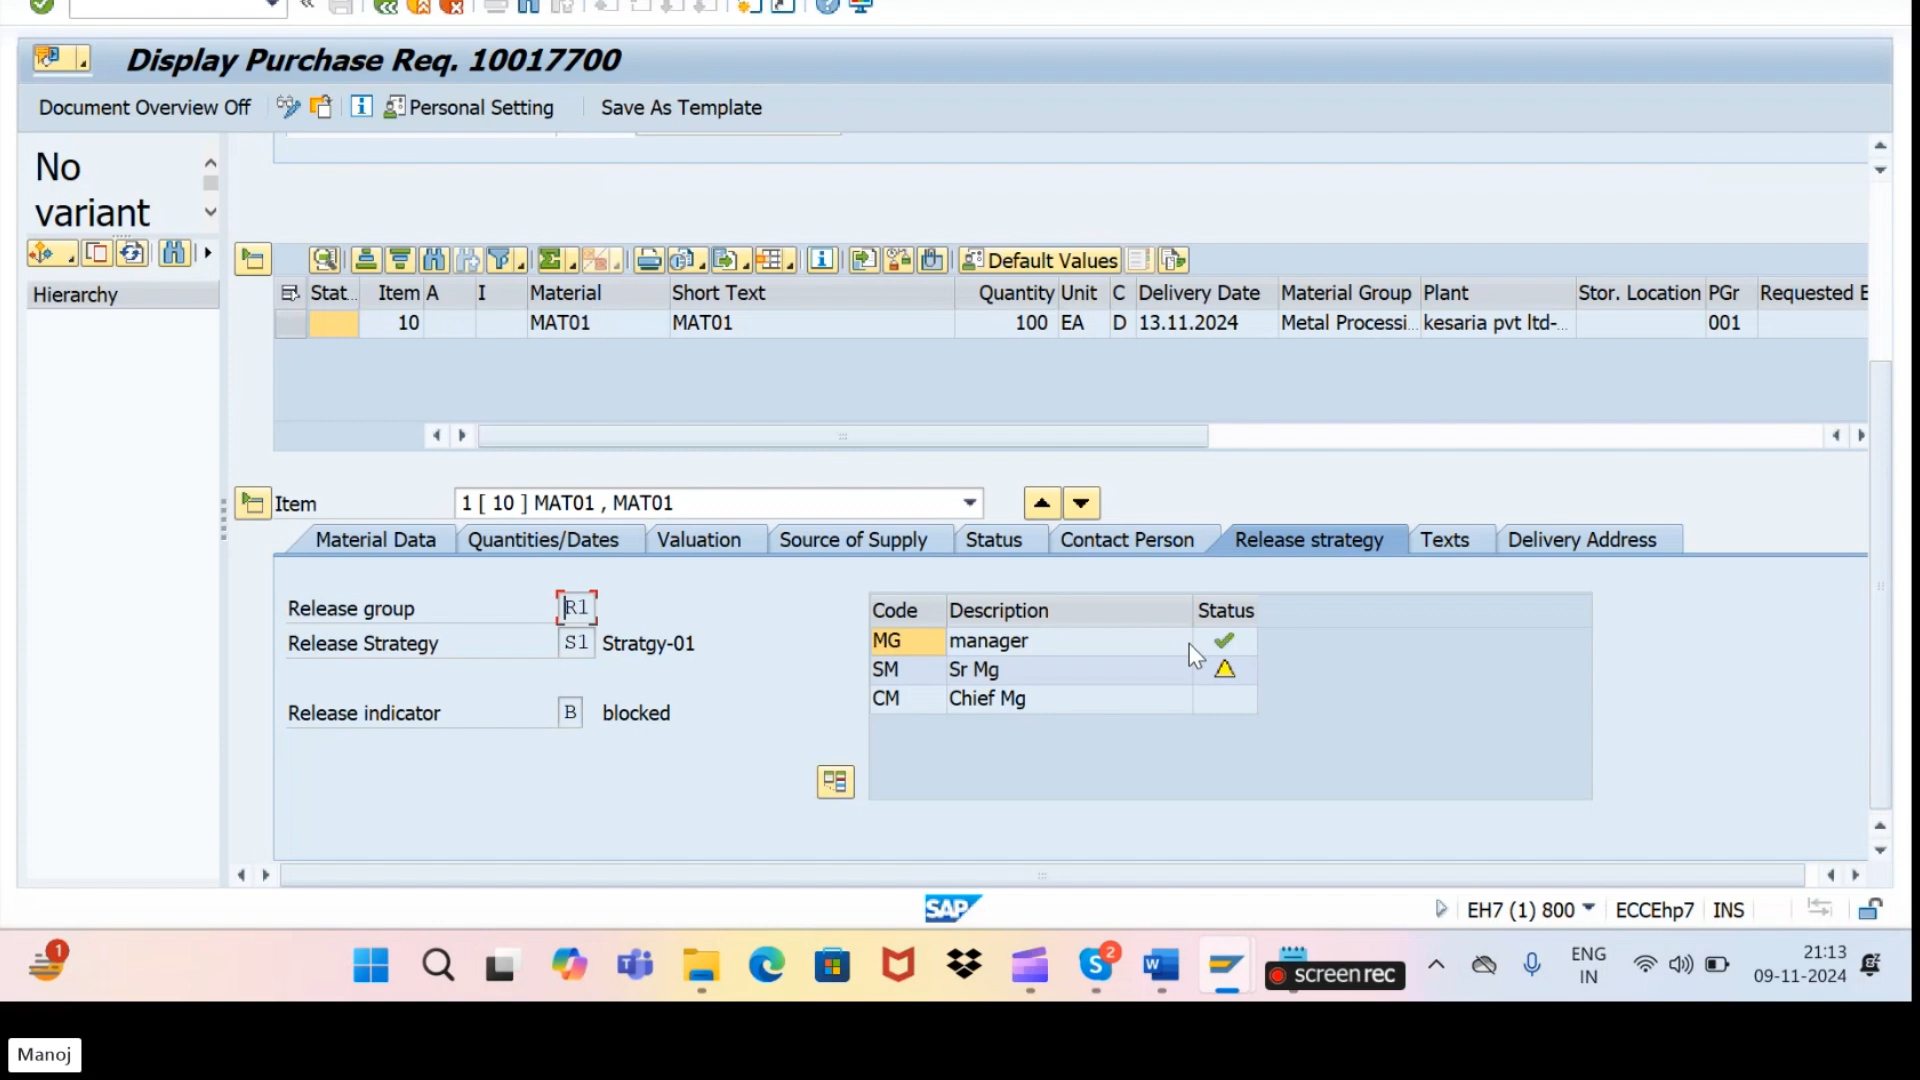 Display Purchase Req. 10017700
Document Overview Off
Personal Setting
Save As Template
No
variant
Hierarchy
Default Values
Stat.. Item A I Material Short Text Quantity Unit C Delivery Date Material Group Plant Stor. Location PGr Requested E
10 MAT01 MAT01 100 EA D 13.11.2024 Metal Processi... kesaria pvt ltd-... 001
Item 1 [ 10 ] MAT01 , MAT01
Material Data Quantities/Dates Valuation Source of Supply Status Contact Person Release strategy Texts Delivery Address
Release group R1
Release Strategy S1 Stratgy-01
Release indicator B blocked
Code Description Status
MG manager
SM Sr Mg
CM Chief Mg
SAP
EH7 (1) 800 ECCEhp7 INS
1
2
screenrec
ENG
IN
21:13
09-11-2024
Manoj